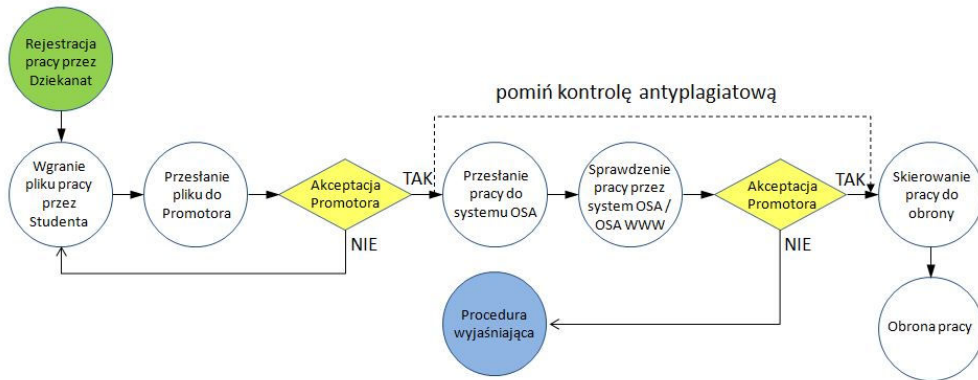 Rejestracja
pracy przez
Dziekanat
pomiń kontrolę antyplagiatową
Wgranie
pliku pracy
przez
Studenta
Przesłanie
pliku do
Promotora
Akceptacja
Promotora
TAK
NIE
Przesłanie
pracy do
systemu OSA
Sprawdzenie
pracy przez
system OSA /
OSA WWW
Akceptacja
Promotora
TAK
NIE
Skierowanie
pracy do
obrony
Procedura
wyjaśniająca
Obrona pracy